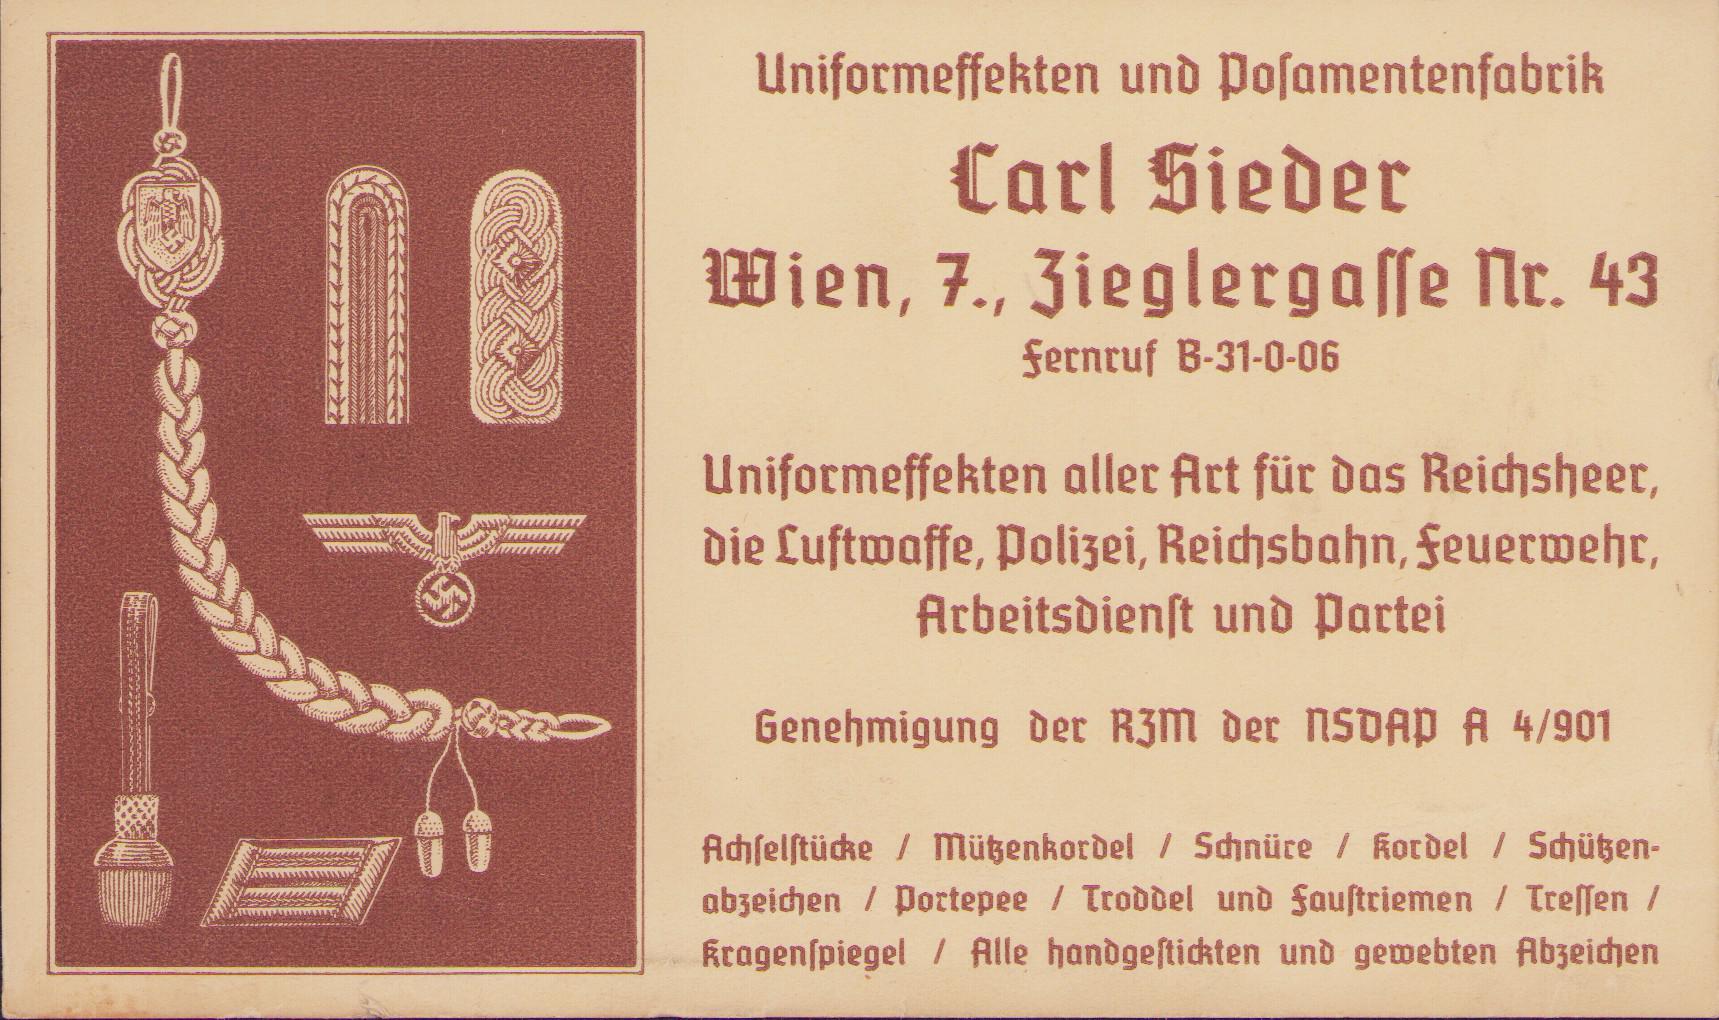 Uniformeffekten und Posamentenfabrik
Carl Sieder
Wien, 7., Zieglergasse Nr. 43
Fernruf B-31-0-06
Uniformeffekten aller Art für das Reichsheer,
die Luftwaffe, Polizei, Reichsbahn, Feuerwehr,
Arbeitsdienst und Partei
Genehmigung der RZM der NSDAP A 4/901
Achselstücke / Mützenkordel / Schnüre / Kordel / Schützen-
abzeichen / Portepee / Troddel und Faustriemen / Tressen /
Kragenspiegel / Alle handgestickten und gewebten Abzeichen